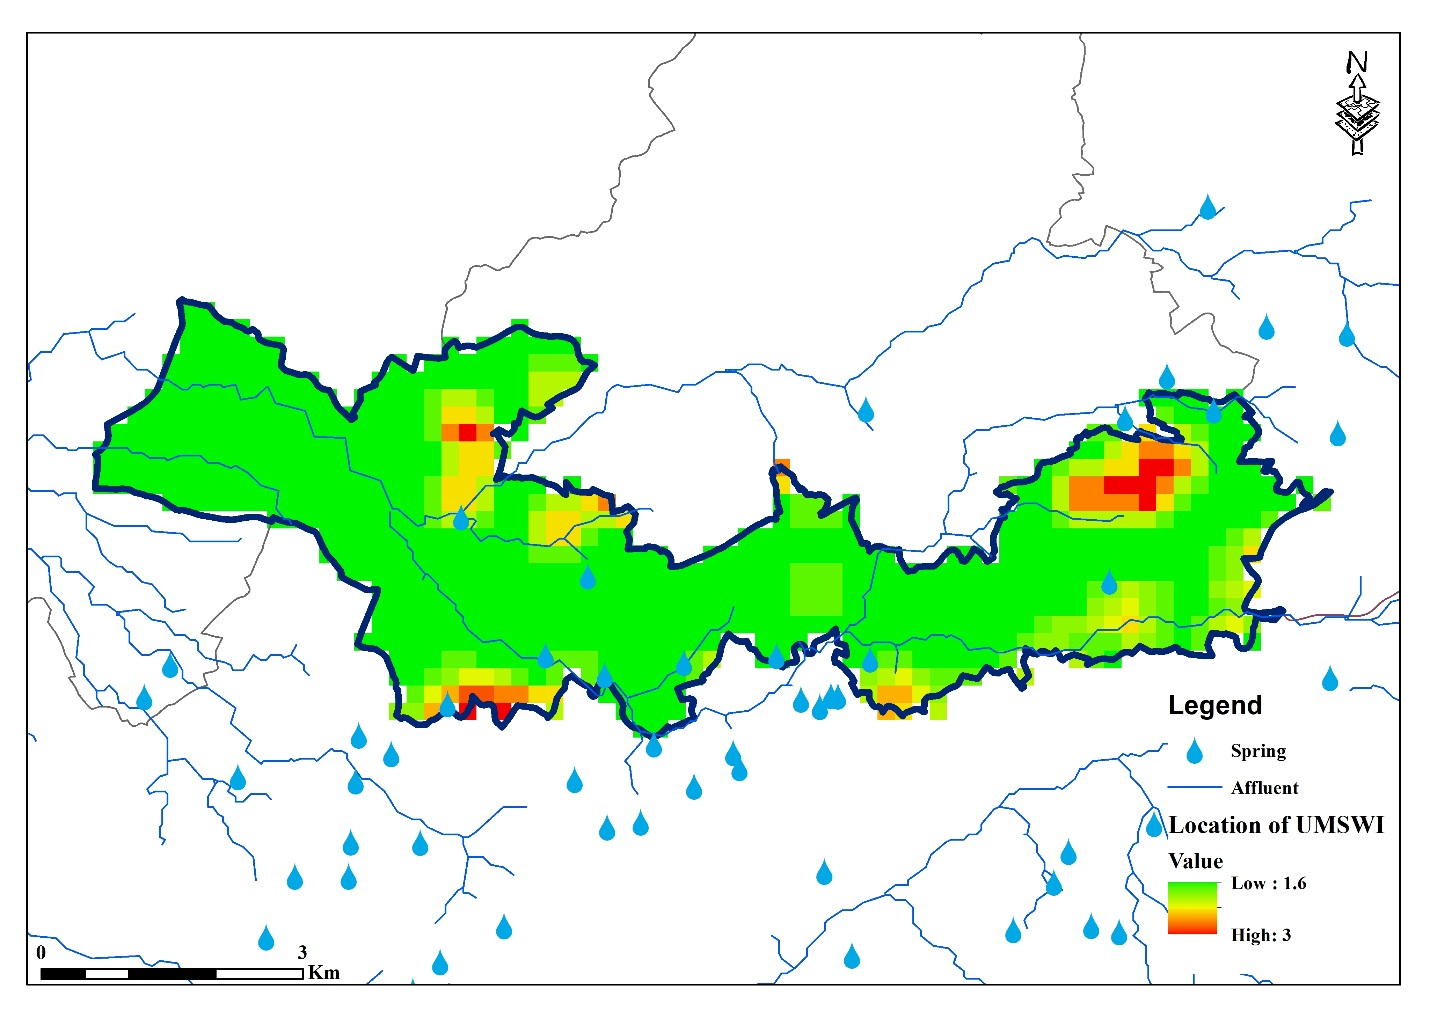 N
Legend
Spring
Affluent
Location of UMSWI
Value
Low : 1.6
High: 3
0 3
Km